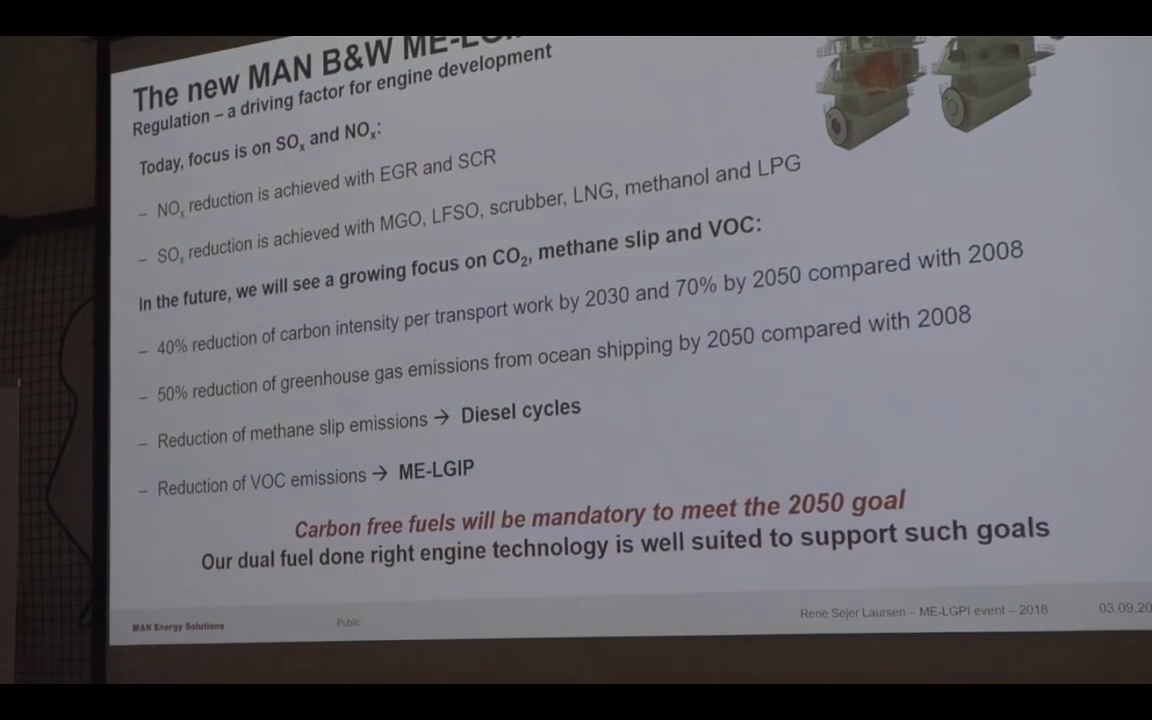 The new MAN B&W
Regulation – a driving factor for engine development
Today, focus is on SOx and NOx:
– NOx reduction is achieved with EGR and SCR
– SOx reduction is achieved with MGO, LFSO, scrubber, LNG, methanol and LPG
In the future, we will see a growing focus on CO2, methane slip and VOC:
– 40% reduction of carbon intensity per transport work by 2030 and 70% by 2050 compared with 2008
– 50% reduction of greenhouse gas emissions from ocean shipping by 2050 compared with 2008
– Reduction of methane slip emissions → Diesel cycles
– Reduction of VOC emissions → ME-LGIP
Carbon free fuels will be mandatory to meet the 2050 goal
Our dual fuel done right engine technology is well suited to support such goals
MAN Energy Solutions
Public
Rene Sejer Laursen – ME-LGPI event – 2018
03.09.20